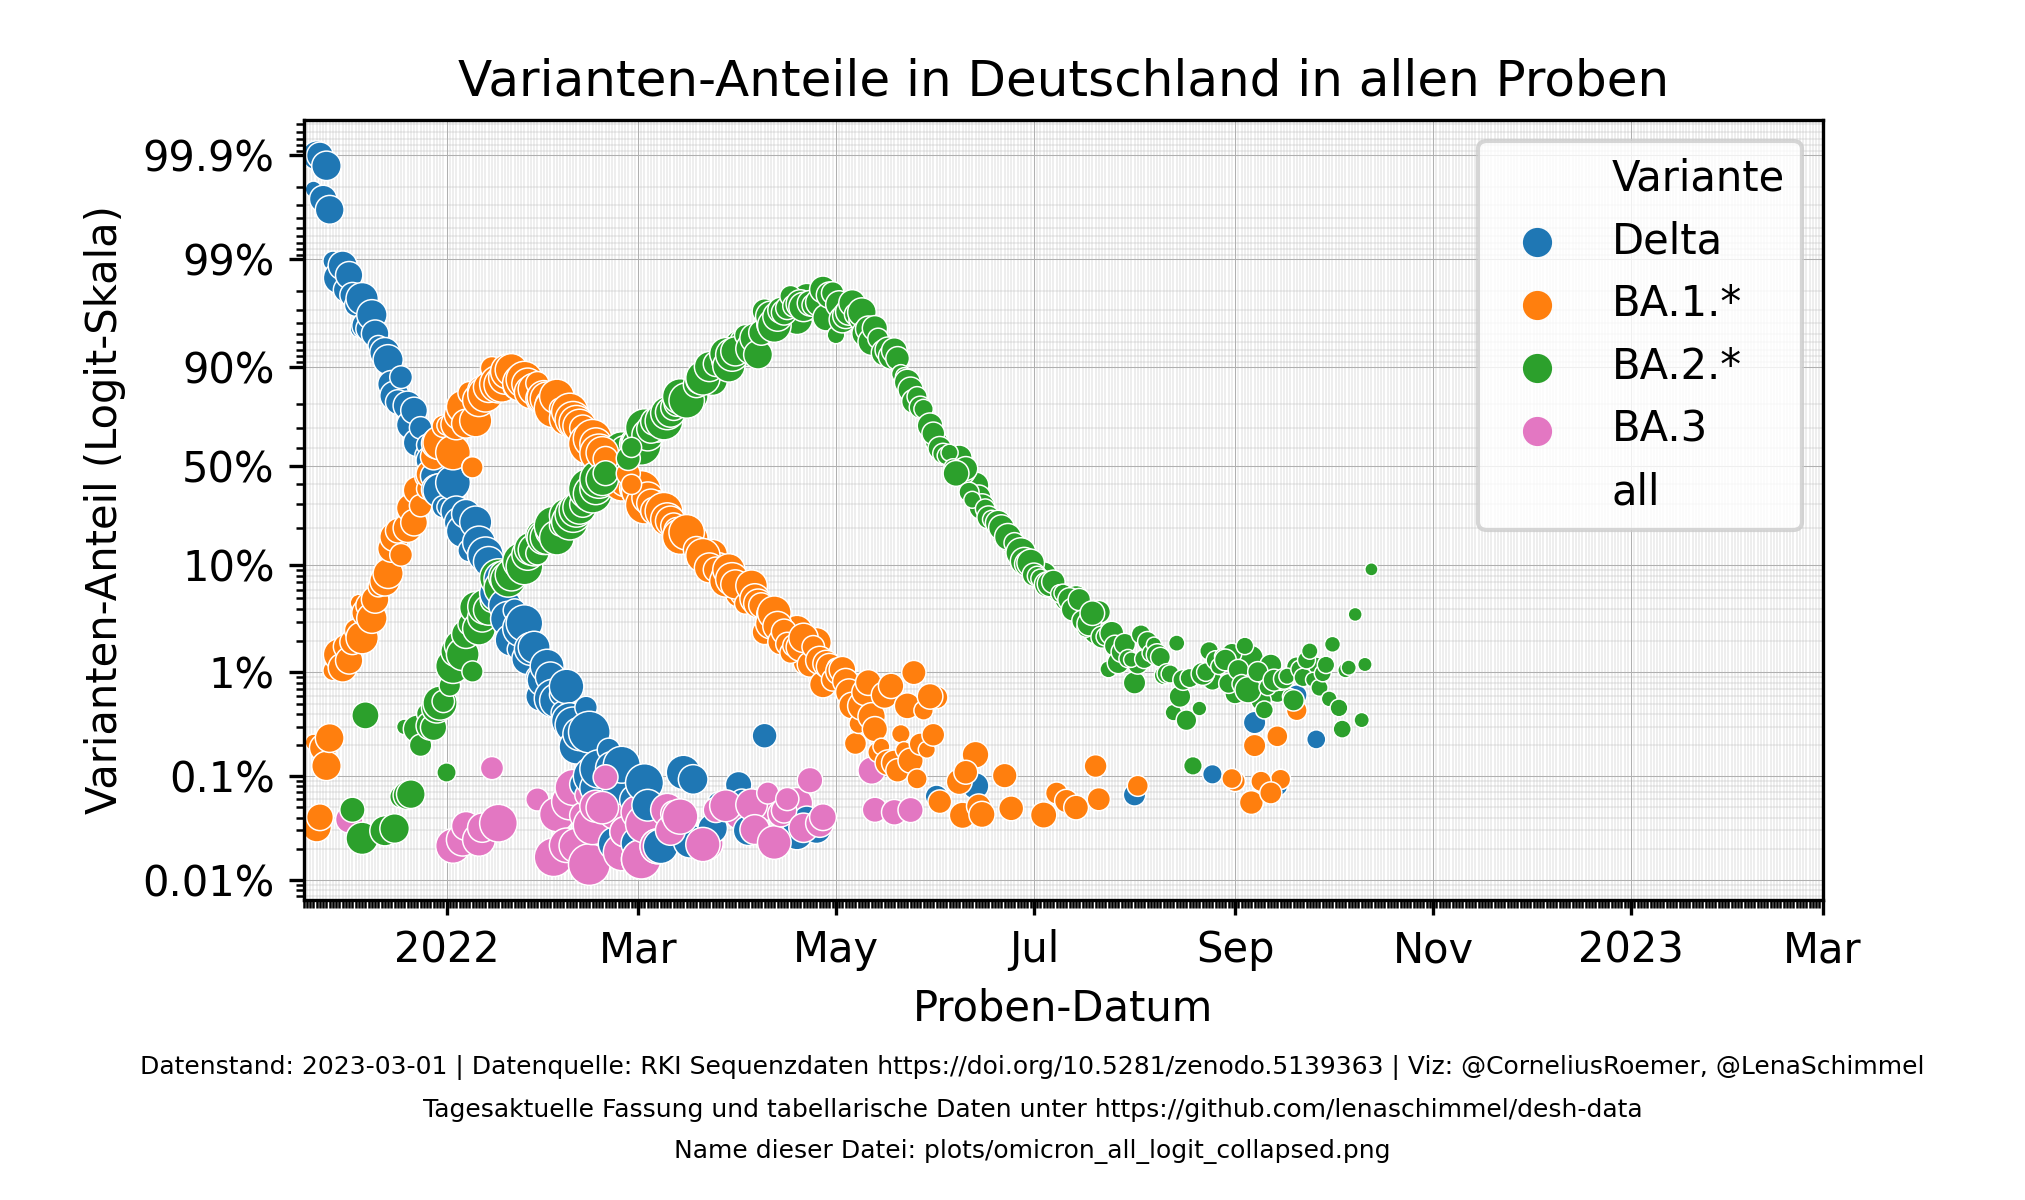 Varianten-Anteile in Deutschland in allen Proben
Varianten-Anteil (Logit-Skala)
99.9%
99%
90%
50%
10%
1%
0.1%
0.01%
Variante
Delta
BA.1.*
BA.2.*
BA.3
all
2022 Mar May Jul Sep Nov 2023 Mar
Proben-Datum
Datenstand: 2023-03-01 | Datenquelle: RKI Sequenzdaten https://doi.org/10.5281/zenodo.5139363 | Viz: @CorneliusRoemer, @LenaSchimmel
Tagesaktuelle Fassung und tabellarische Daten unter https://github.com/lenaschimmel/desh-data
Name dieser Datei: plots/omicron_all_logit_collapsed.png